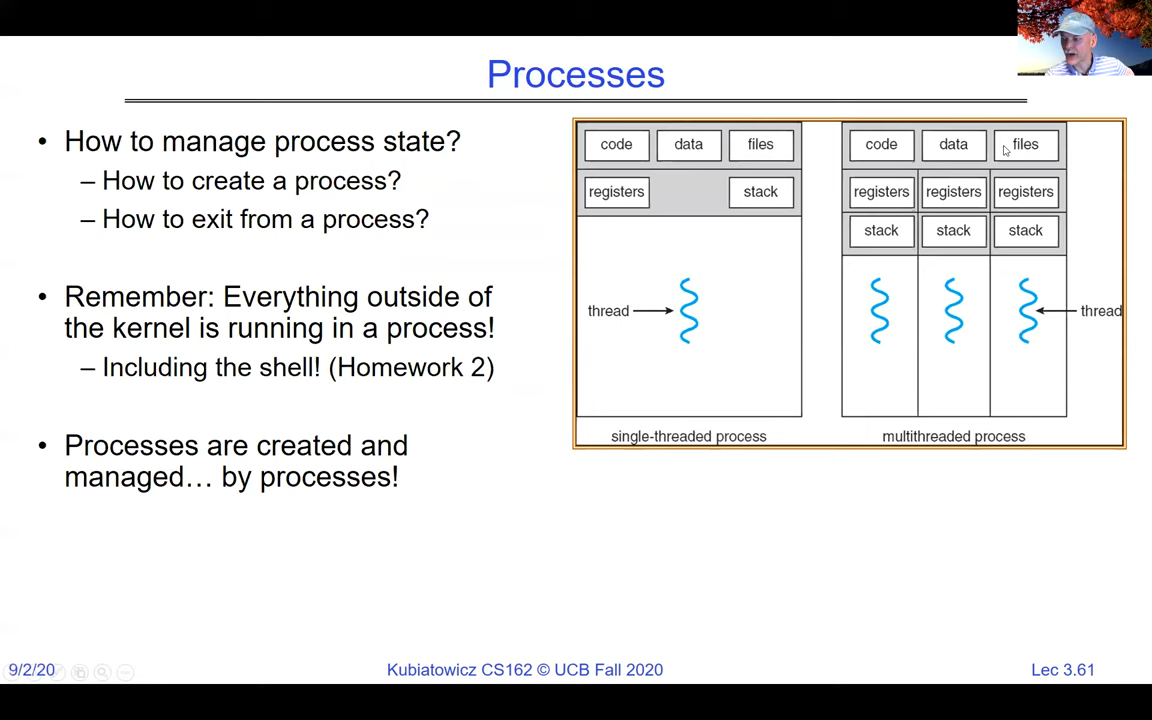 Processes
• How to manage process state?
– How to create a process?
– How to exit from a process?
• Remember: Everything outside of
the kernel is running in a process!
– Including the shell! (Homework 2)
• Processes are created and
managed… by processes!
code data files
registers stack
thread
single-threaded process
code data files
registers registers registers
stack stack stack
thread
multithreaded process
9/2/20
Kubiatowicz CS162 © UCB Fall 2020
Lec 3.61